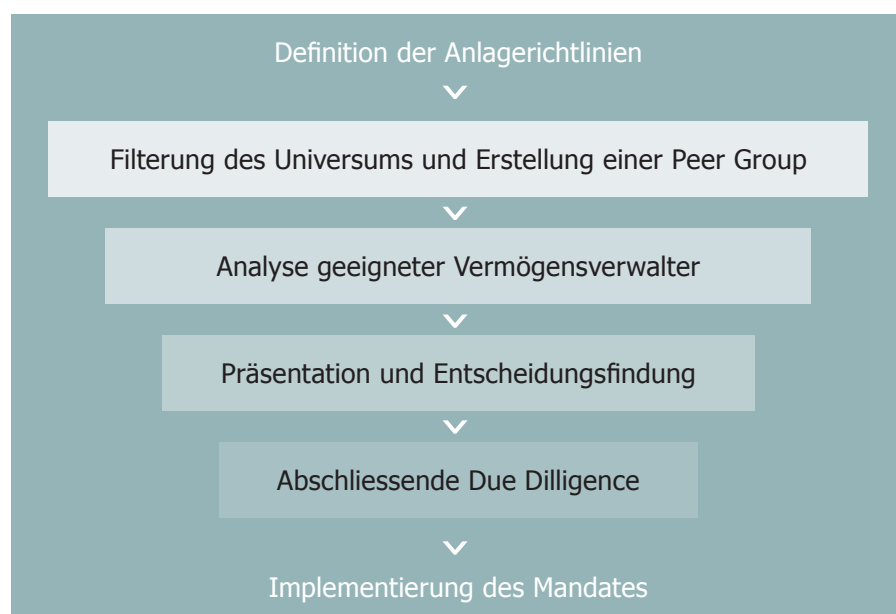 Definition der Anlagerichtlinien
Filterung des Universums und Erstellung einer Peer Group
Analyse geeigneter Vermögensverwalter
Präsentation und Entscheidungsfindung
Abschliessende Due Dilligence
Implementierung des Mandates